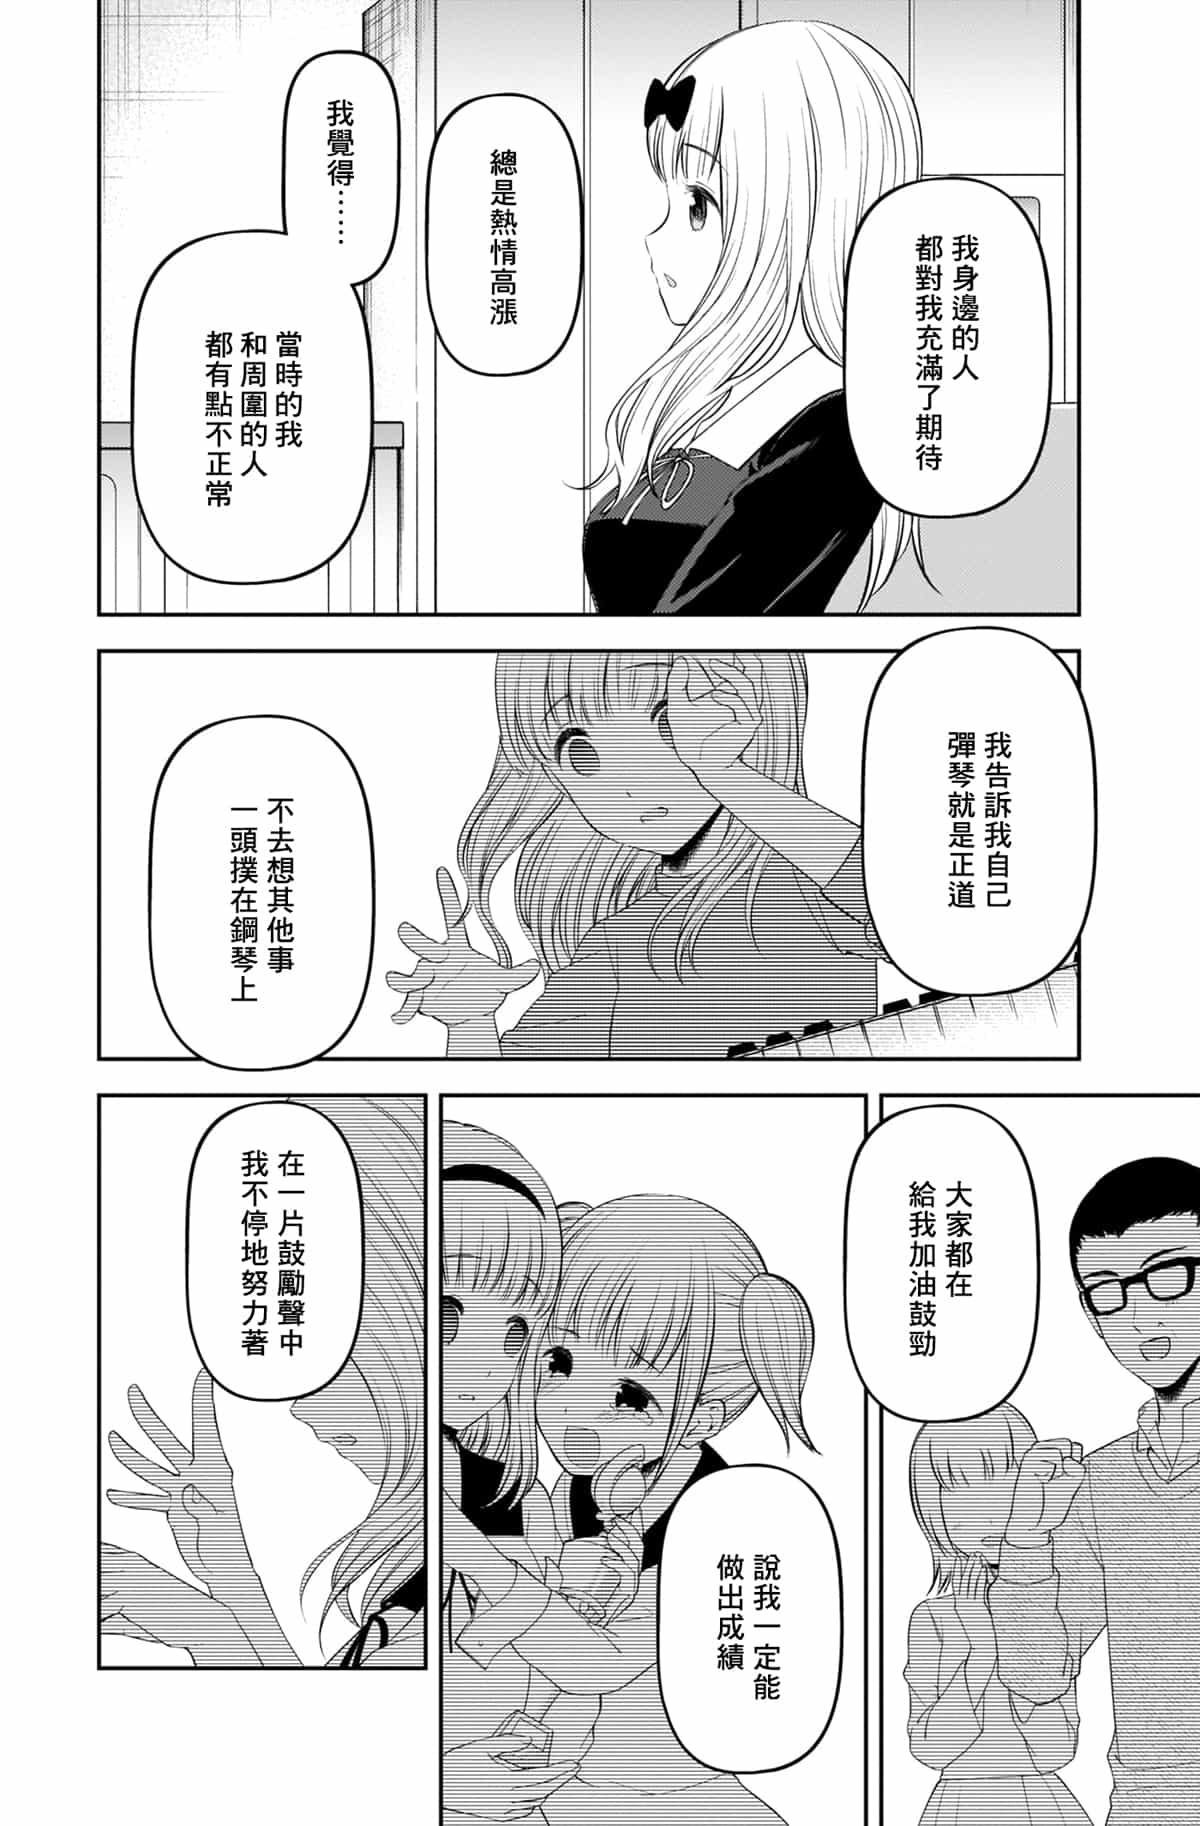 我身邊的人
都對我充滿了期待
總是熱情高漲
我覺得……
當時的我
和周圍的人
都有點不正常
我告訴我自己
彈琴就是正道
不去想其他事
一頭撲在鋼琴上
大家都在
給我加油鼓勁
說我一定能
做出成績
在一片鼓勵聲中
我不停地努力著